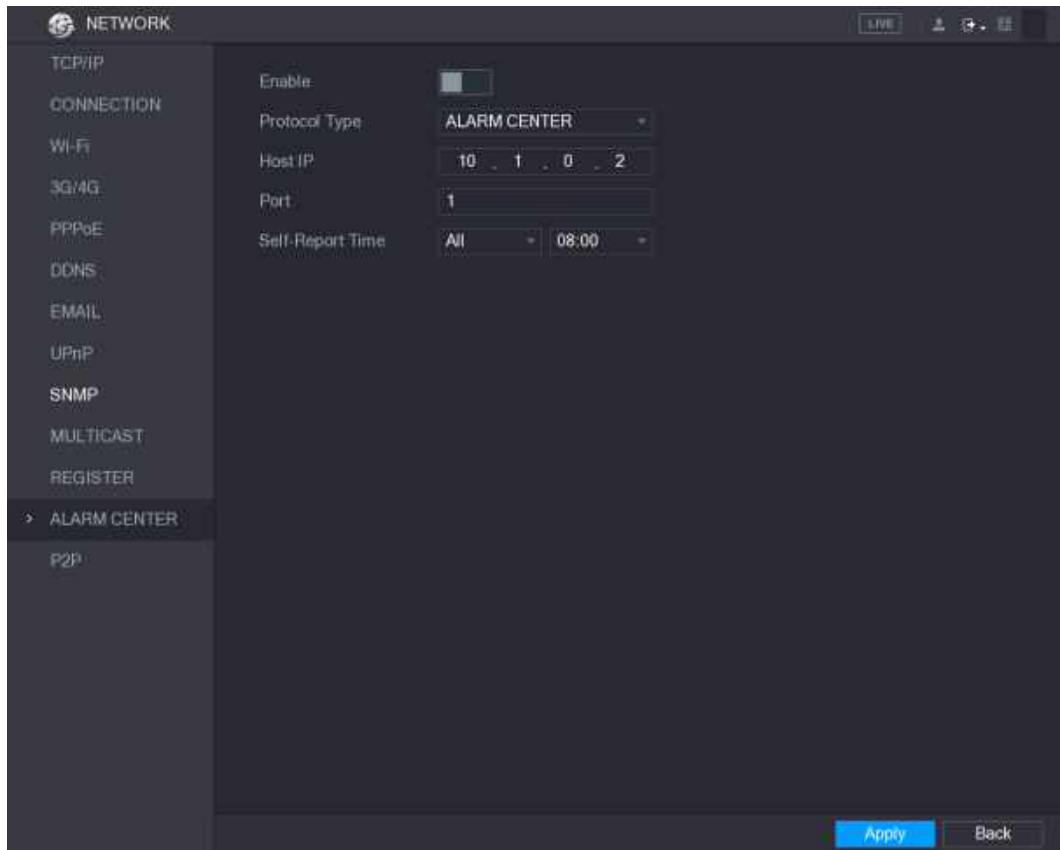 NETWORK
LIVE
TCP/IP
CONNECTION
Wi-Fi
3G/4G
PPPoE
DDNS
EMAIL
UPnP
SNMP
MULTICAST
REGISTER
> ALARM CENTER
P2P
Enable
Protocol Type ALARM CENTER
Host IP 10 . 1 . 0 . 2
Port 1
Self-Report Time All 08:00
Apply Back